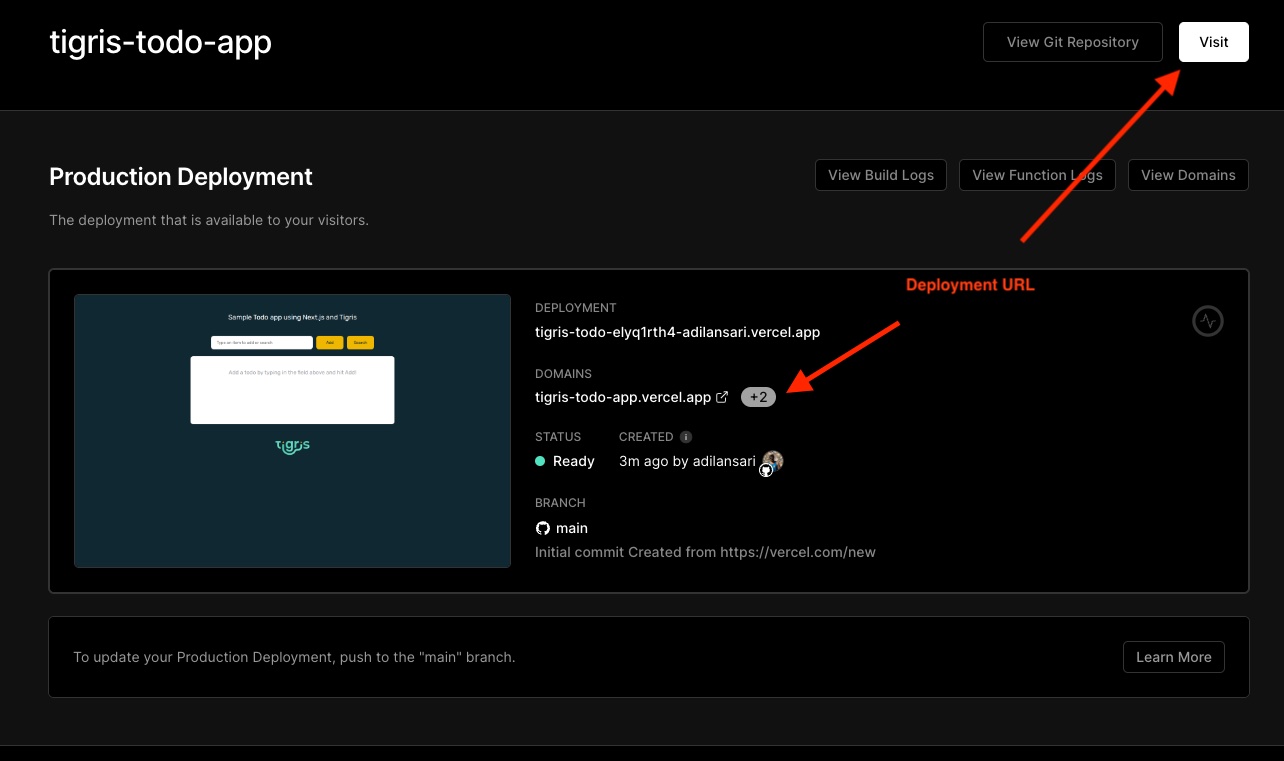 tigris-todo-app
View Git Repository
Visit
Production Deployment
View Build Logs
View Function Logs
View Domains
The deployment that is available to your visitors.
Deployment URL
Sample Todo app using Next.js and Tigris
Type an item to add or search
Add
Search
Add a todo by typing in the field above and hit Add!
tigris
DEPLOYMENT
tigris-todo-elyq1rth4-adilansari.vercel.app
DOMAINS
tigris-todo-app.vercel.app
+2
STATUS
CREATED
Ready
3m ago by adilansari
BRANCH
main
Initial commit Created from https://vercel.com/new
To update your Production Deployment, push to the "main" branch.
Learn More